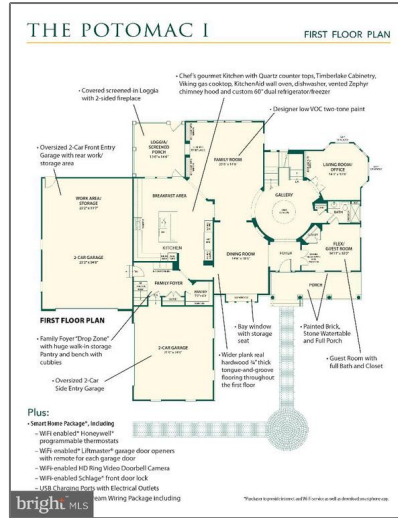 THE POTOMAC I
FIRST FLOOR PLAN
• Chef's gourmet Kitchen with Quartz counter tops, Timberlake Cabinetry,
Viking gas cooktop, KitchenAid wall oven, dishwasher, vented Zephyr
chimney hood and custom 60" dual refrigerator/freezer
• Covered screened-in Loggia
with 2-sided fireplace
• Designer low VOC two-tone paint
• Oversized 2-Car Front Entry
Garage with rear work/
storage area
LOGGIA/
SCREENED
PORCH
FAMILY ROOM
LIVING ROOM/
OFFICE
WORK AREA/
STORAGE
BREAKFAST AREA
GALLERY
BATH
KITCHEN
FLEX/
GUEST ROOM
2-CAR GARAGE
DINING ROOM
FOYER
FAMILY FOYER
PANTRY
PORCH
FIRST FLOOR PLAN
• Family Foyer "Drop Zone"
with huge walk-in storage
Pantry and bench with
cubbies
• Oversized 2-Car
Side Entry Garage
2-CAR GARAGE
• Bay window
with storage
seat
• Wider plank real
hardwood ¾" thick
tongue-and-groove
flooring throughout
the first floor
• Painted Brick,
Stone Watertable
and Full Porch
• Guest Room with
full Bath and Closet
Plus:
• Smart Home Package*, Including
– WiFi-enabled* Honeywell*
programmable thermostats
– WiFi-enabled* Liftmaster* garage door openers
with remote for each garage door
– WiFi-enabled HD Ring Video Doorbell Camera
– WiFi-enabled Schlage* front door lock
– USB Charging Ports with Electrical Outlets
eam Wiring Package including
bright MLS